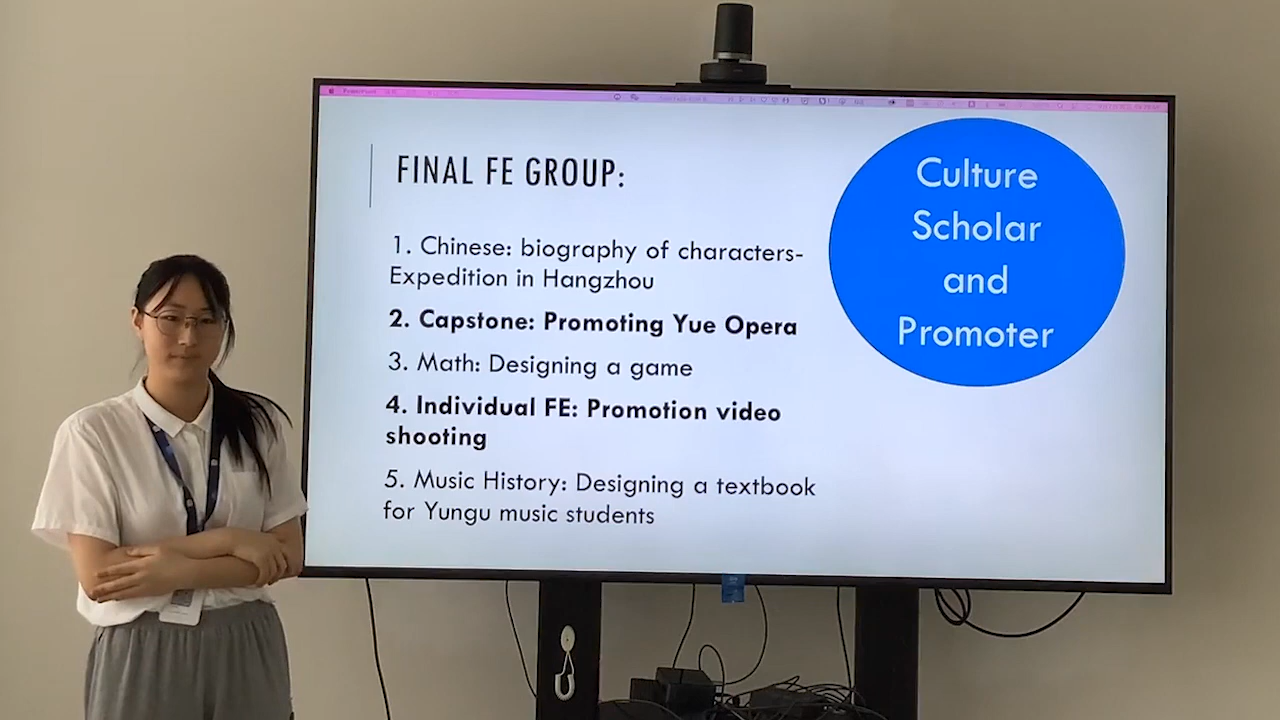 PowerPoint
FINAL FE GROUP:
1. Chinese: biography of characters-
Expedition in Hangzhou
2. Capstone: Promoting Yue Opera
3. Math: Designing a game
4. Individual FE: Promotion video
shooting
5. Music History: Designing a textbook
for Yungu music students
Culture
Scholar
and
Promoter